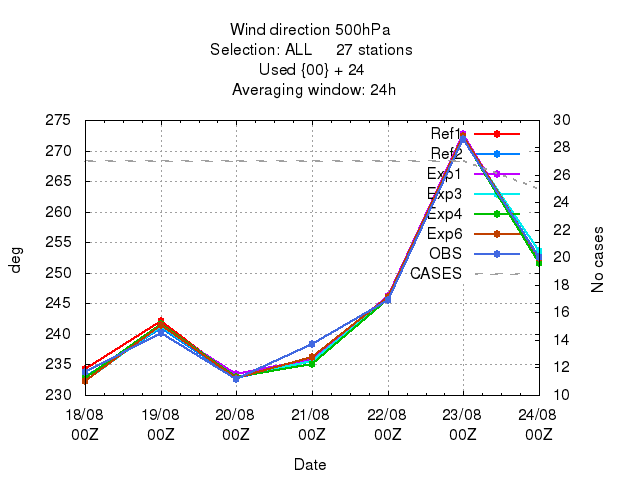 Wind direction 500hPa
Selection: ALL 27 stations
Used {00} + 24
Averaging window: 24h
275
270
265
260
255
250
245
240
235
230
deg
30
28
26
24
22
20
18
16
14
12
10
No cases
Ref1
Ref2
Exp1
Exp3
Exp4
Exp6
OBS
CASES
18/08 19/08 20/08 21/08 22/08 23/08 24/08
00Z 00Z 00Z 00Z 00Z 00Z 00Z
Date